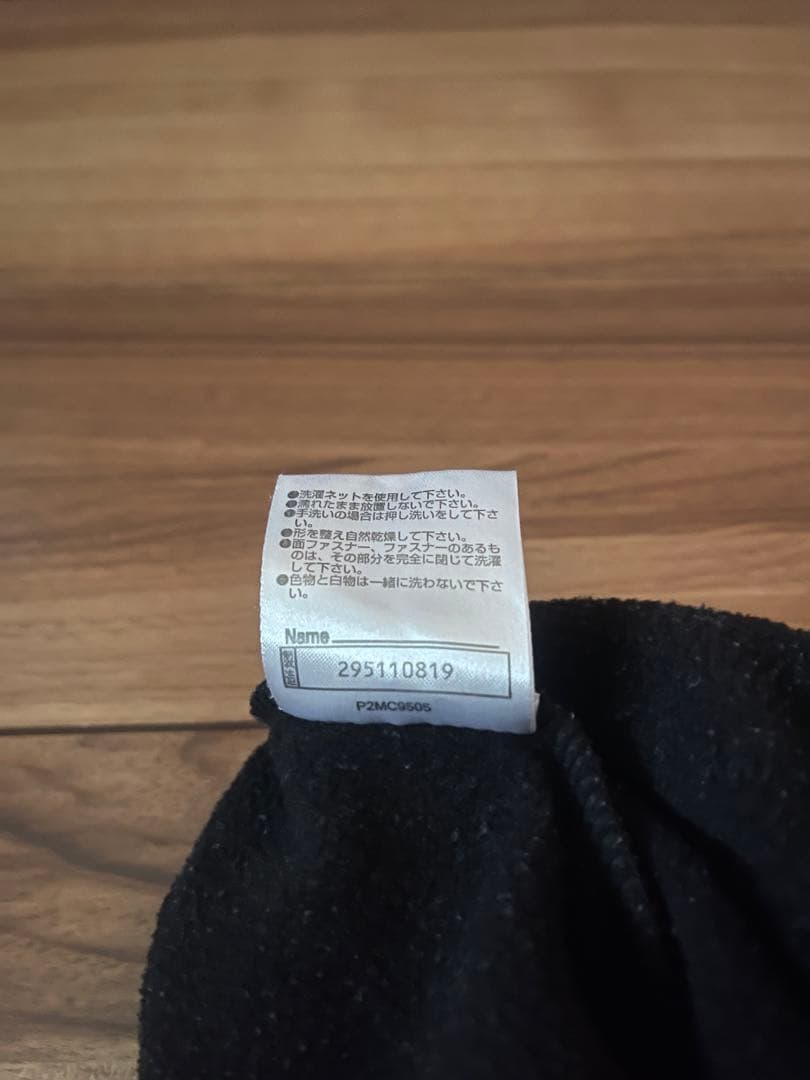 ●洗濯ネットを使用して下さい。
●濡れたまま放置しないで下さい。
●手洗いの場合は押し洗いをして下さ
い。
●形を整え自然乾燥して下さい。
●面ファスナー、ファスナーのあるも
のは、その部分を完全に閉じて洗濯
して下さい。
●色物と白物は一緒に洗わないで下さ
い。
Name
295110819
P2MC9505